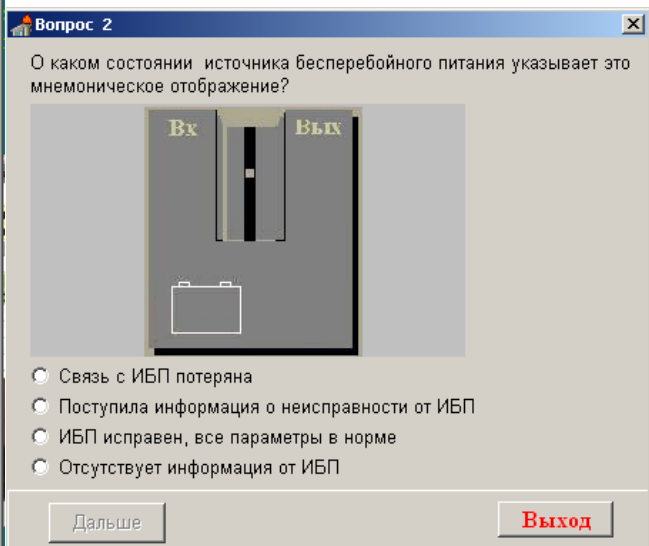 Вопрос 2
О каком состоянии источника бесперебойного питания указывает это
мнемоническое отображение?
Вх Вых
Связь с ИБП потеряна
Поступила информация о неисправности от ИБП
ИБП исправен, все параметры в норме
Отсутствует информация от ИБП
Дальше Выход